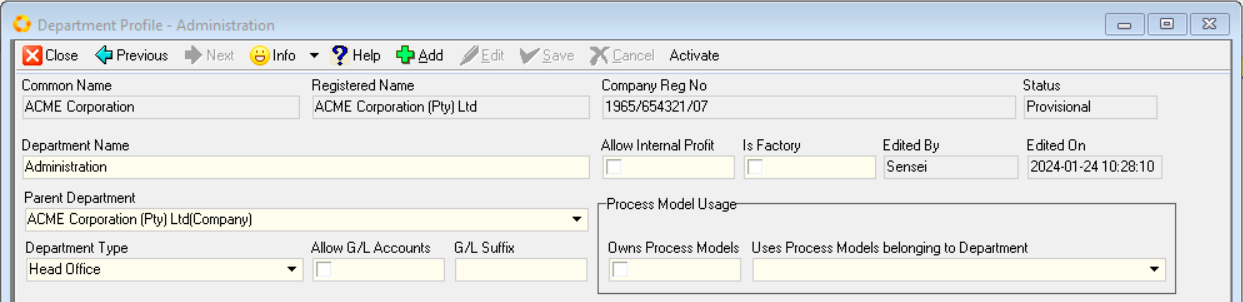 Department Profile - Administration
Close Previous Next Info Help Add Edit Save Cancel Activate
Common Name Registered Name Company Reg No Status
ACME Corporation ACME Corporation (Pty) Ltd 1965/654321/07 Provisional
Department Name Allow Internal Profit Is Factory Edited By Edited On
Administration Sensei 2024-01-24 10:28:10
Parent Department
ACME Corporation (Pty) Ltd(Company)
Process Model Usage
Department Type Allow G/L Accounts G/L Suffix Owns Process Models Uses Process Models belonging to Department
Head Office